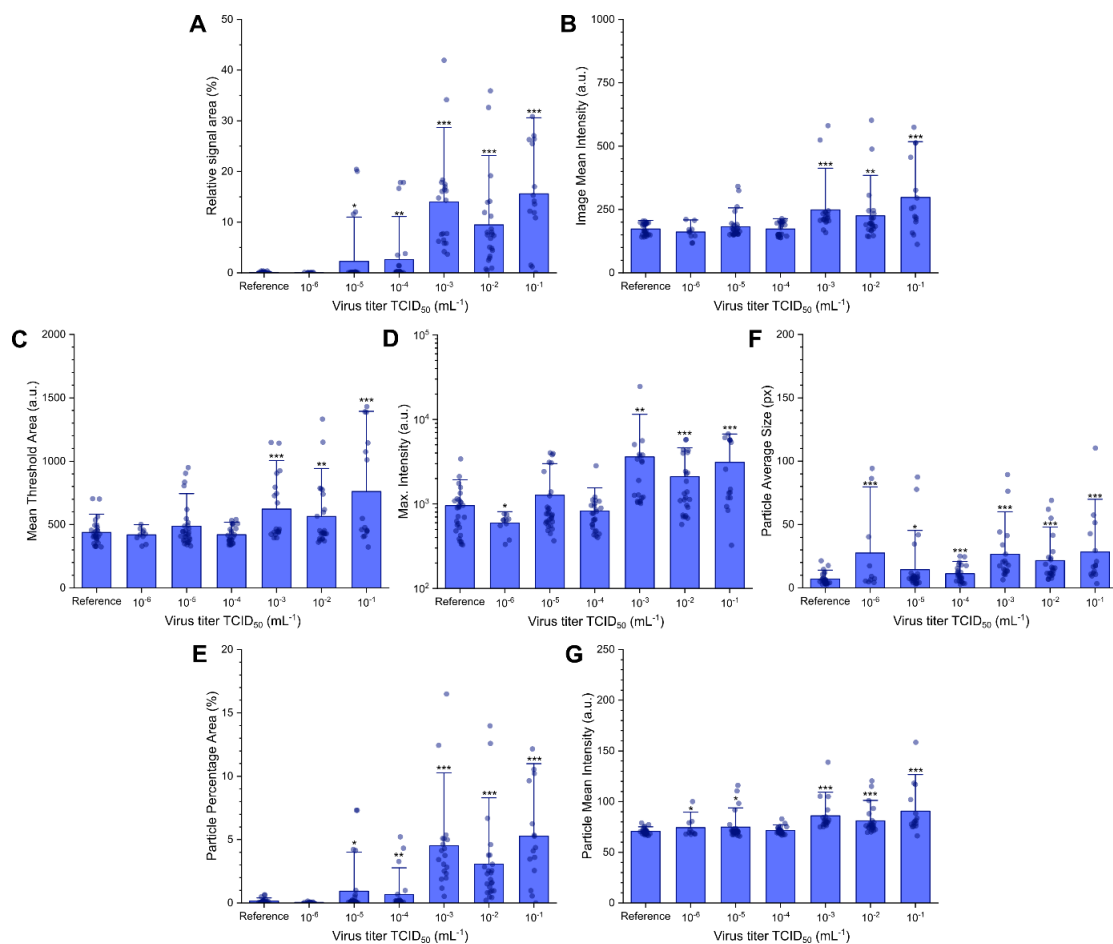 A
50
40
30
20
10
0
Relative signal area (%)
*
**
***
***
***
Reference 10⁻⁶ 10⁻⁵ 10⁻⁴ 10⁻³ 10⁻² 10⁻¹
Virus titer TCID₅₀ (mL⁻¹)
B
1000
750
500
250
0
Image Mean Intensity (a.u.)
***
**
***
Reference 10⁻⁶ 10⁻⁵ 10⁻⁴ 10⁻³ 10⁻² 10⁻¹
Virus titer TCID₅₀ (mL⁻¹)
C
2000
1500
1000
500
0
Mean Threshold Area (a.u.)
***
**
***
Reference 10⁻⁶ 10⁻⁶ 10⁻⁴ 10⁻³ 10⁻² 10⁻¹
Virus titer TCID₅₀ (mL⁻¹)
D
10⁵
10⁴
10³
10²
Max. Intensity (a.u.)
*
**
***
***
Reference 10⁻⁶ 10⁻⁵ 10⁻⁴ 10⁻³ 10⁻² 10⁻¹
Virus titer TCID₅₀ (mL⁻¹)
F
200
150
100
50
0
Particle Average Size (px)
***
*
***
***
***
***
Reference 10⁻⁶ 10⁻⁵ 10⁻⁴ 10⁻³ 10⁻² 10⁻¹
Virus titer TCID₅₀ (mL⁻¹)
E
20
15
10
5
0
Particle Percentage Area (%)
*
**
***
***
***
Reference 10⁻⁶ 10⁻⁵ 10⁻⁴ 10⁻³ 10⁻² 10⁻¹
Virus titer TCID₅₀ (mL⁻¹)
G
250
200
150
100
50
0
Particle Mean Intensity (a.u.)
*
*
***
***
***
Reference 10⁻⁶ 10⁻⁵ 10⁻⁴ 10⁻³ 10⁻² 10⁻¹
Virus titer TCID₅₀ (mL⁻¹)